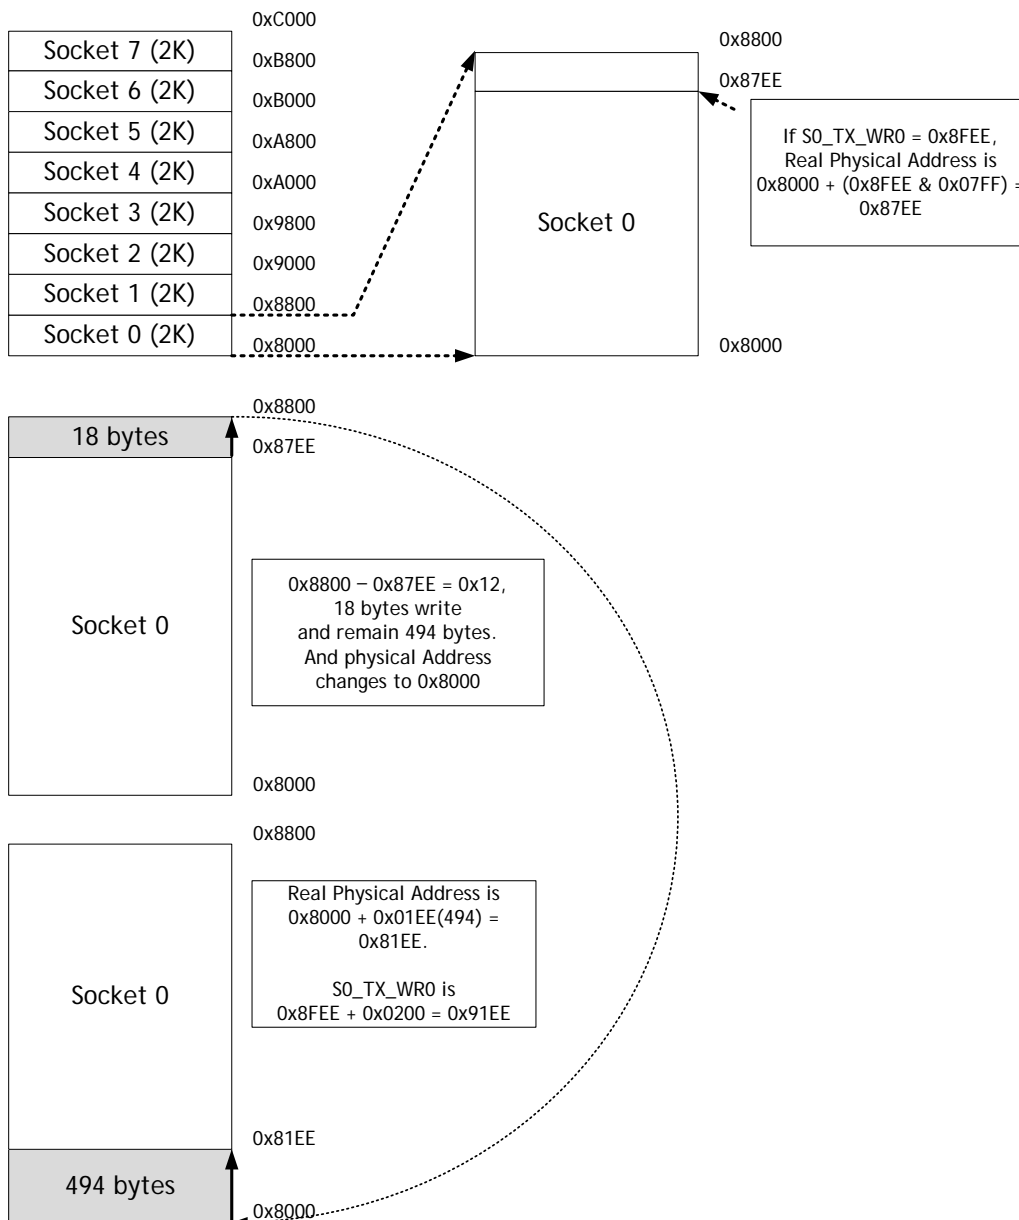 0xC000
Socket 7 (2K)
0xB800
Socket 6 (2K)
0xB000
Socket 5 (2K)
0xA800
Socket 4 (2K)
0xA000
Socket 3 (2K)
0x9800
Socket 2 (2K)
0x9000
Socket 1 (2K)
0x8800
Socket 0 (2K)
0x8000
0x8800
0x87EE
Socket 0
0x8000
If S0_TX_WR0 = 0x8FEE,
Real Physical Address is
0x8000 + (0x8FEE & 0x07FF) =
0x87EE
0x8800
18 bytes
0x87EE
Socket 0
0x8800 – 0x87EE = 0x12,
18 bytes write
and remain 494 bytes.
And physical Address
changes to 0x8000
0x8000
0x8800
Socket 0
Real Physical Address is
0x8000 + 0x01EE(494) =
0x81EE.
S0_TX_WR0 is
0x8FEE + 0x0200 = 0x91EE
0x81EE
494 bytes
0x8000